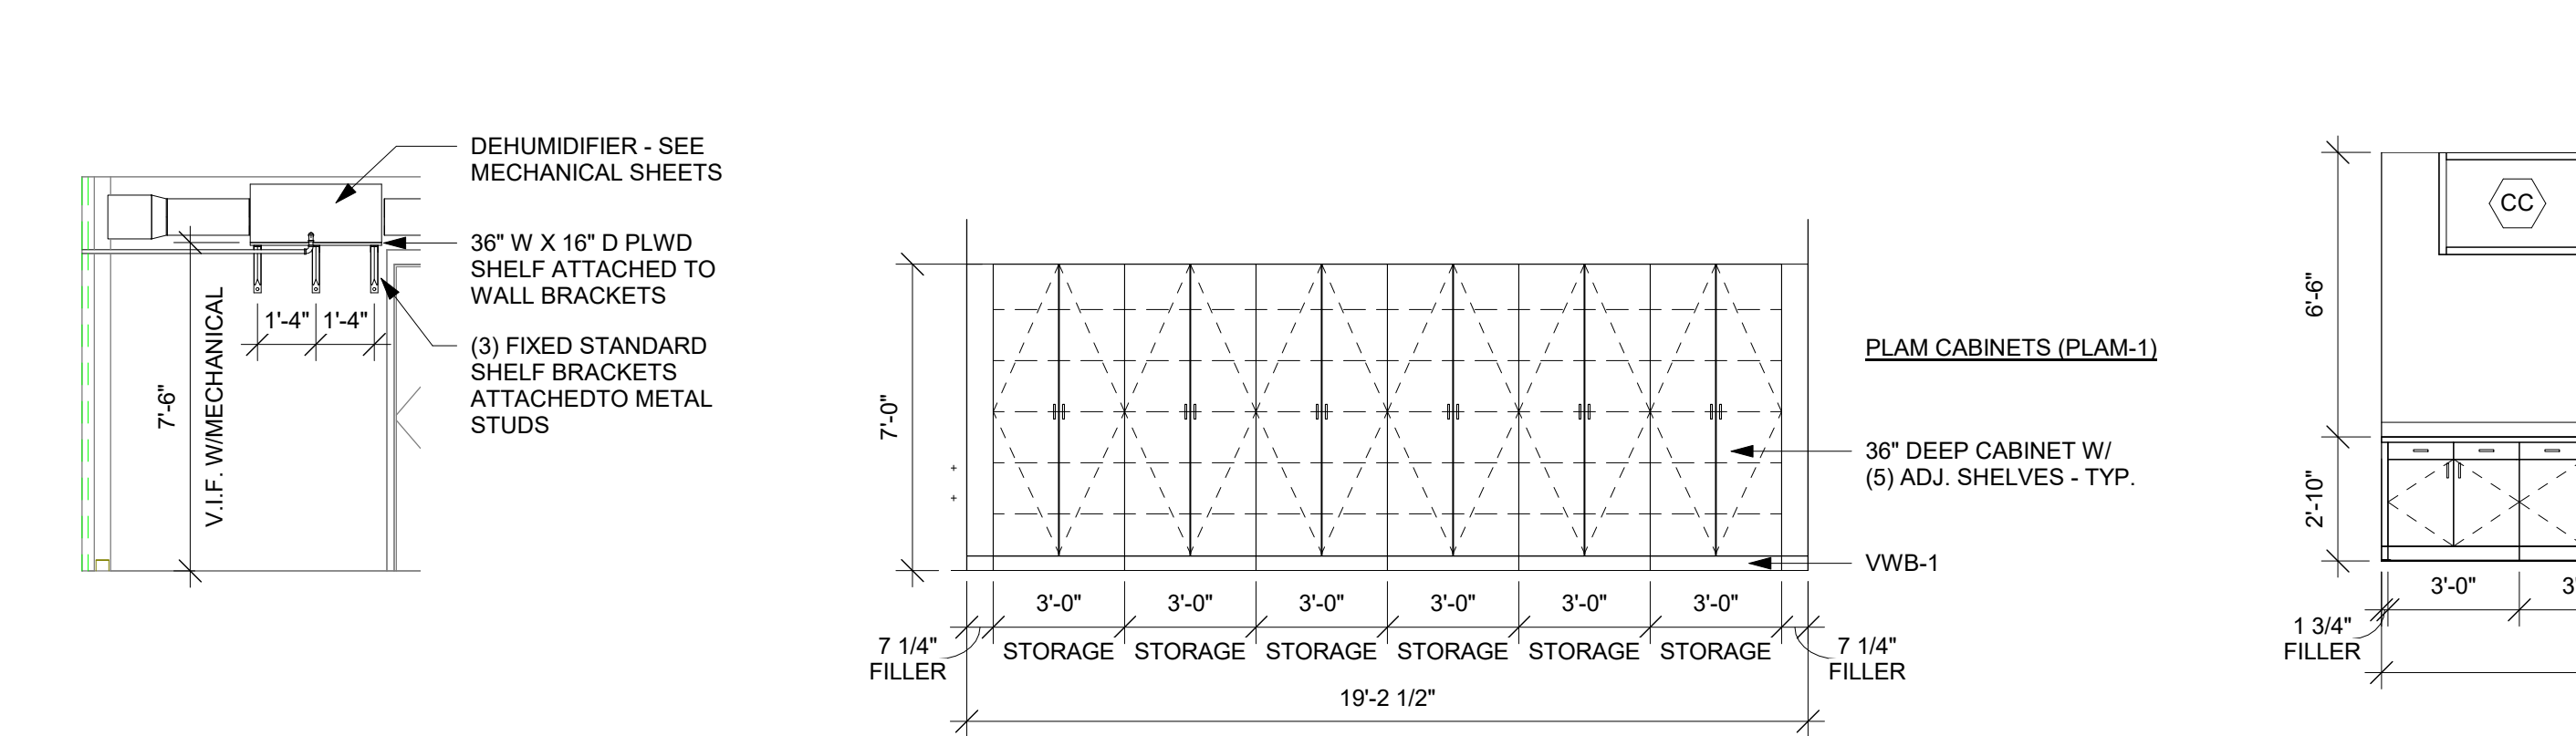 DEHUMIDIFIER - SEE
MECHANICAL SHEETS
36" W X 16" D PLWD
SHELF ATTACHED TO
WALL BRACKETS
(3) FIXED STANDARD
SHELF BRACKETS
ATTACHEDTO METAL
STUDS
1'-4" 1'-4"
7'-6"
V.I.F. W/MECHANICAL
7'-0"
PLAM CABINETS (PLAM-1)
36" DEEP CABINET W/
(5) ADJ. SHELVES - TYP.
VWB-1
3'-0" 3'-0" 3'-0" 3'-0" 3'-0" 3'-0"
STORAGE STORAGE STORAGE STORAGE STORAGE STORAGE
7 1/4"
FILLER
7 1/4"
FILLER
19'-2 1/2"
CC
6'-6"
2'-10"
3'-0"
1 3/4"
FILLER